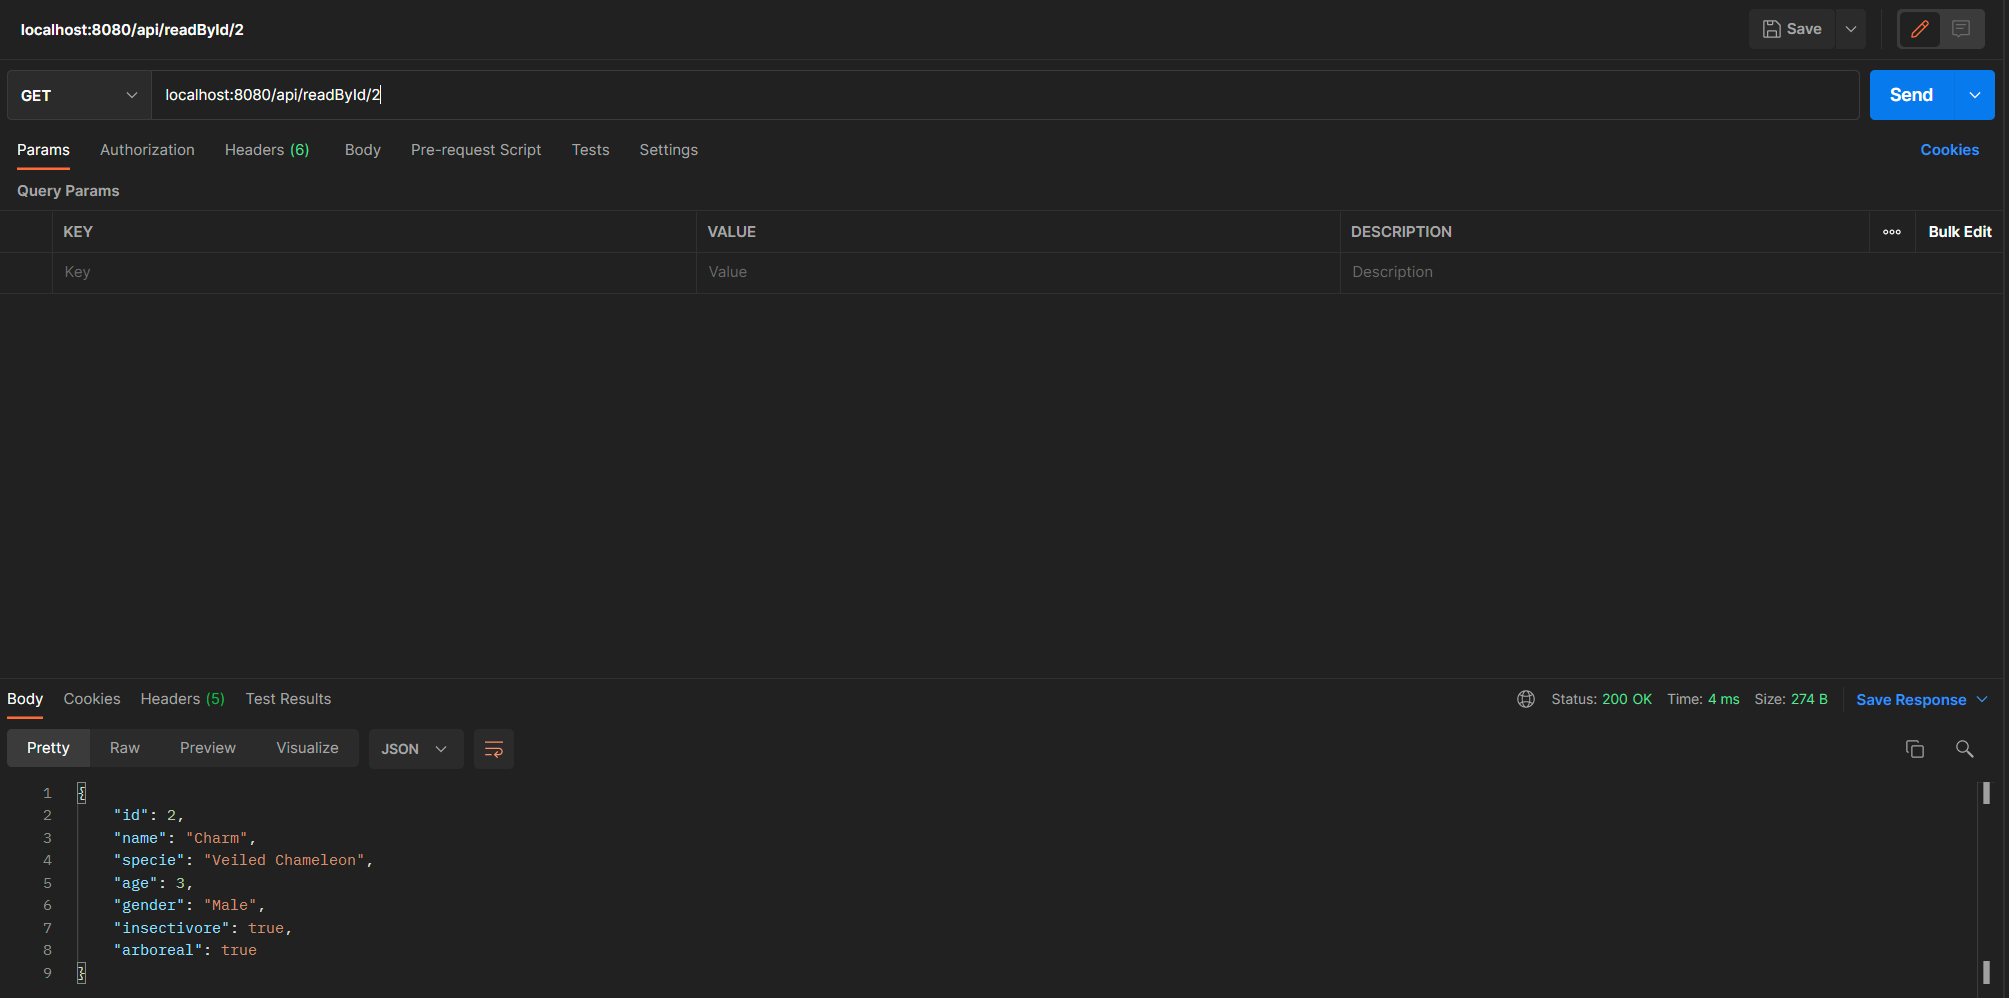 localhost:8080/api/readById/2
Save
GET
localhost:8080/api/readById/2
Send
Params Authorization Headers (6) Body Pre-request Script Tests Settings Cookies
Query Params
KEY VALUE DESCRIPTION Bulk Edit
Key Value Description
Body Cookies Headers (5) Test Results Status: 200 OK Time: 4 ms Size: 274 B Save Response
Pretty Raw Preview Visualize JSON
1 {
2 "id": 2,
3 "name": "Charm",
4 "specie": "Veiled Chameleon",
5 "age": 3,
6 "gender": "Male",
7 "insectivore": true,
8 "arboreal": true
9 }